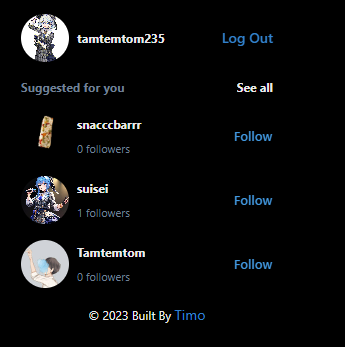 tamtemtom235 Log Out
Suggested for you See all
snacccbarrr
0 followers Follow
suisei
1 followers Follow
Tamtemtom
0 followers Follow
© 2023 Built By Timo